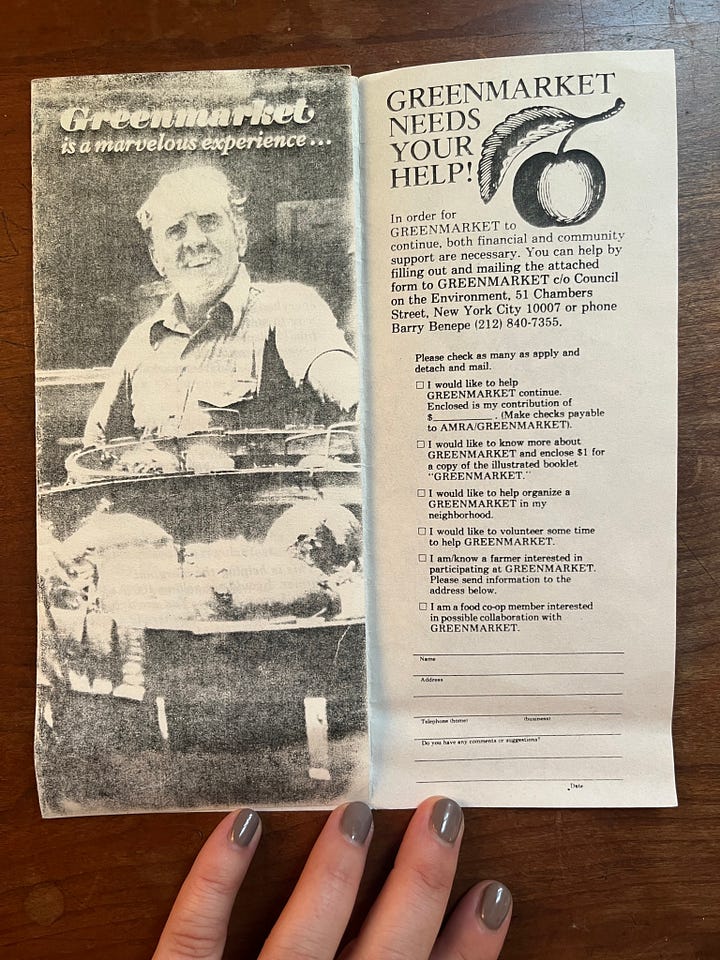 Greenmarket
is a marvelous experience...
GREENMARKET
NEEDS
YOUR
HELP!
In order for
GREENMARKET to
continue, both financial and community
support are necessary. You can help by
filling out and mailing the attached
form to GREENMARKET c/o Council
on the Environment, 51 Chambers
Street, New York City 10007 or phone
Barry Benepe (212) 840-7355.
Please check as many as apply and
detach and mail.
☐ I would like to help
GREENMARKET continue.
Enclosed is my contribution of
$________. (Make checks payable
to AMRA/GREENMARKET).
☐ I would like to know more about
GREENMARKET and enclose $1 for
a copy of the illustrated booklet
"GREENMARKET."
☐ I would like to help organize a
GREENMARKET in my
neighborhood.
☐ I would like to volunteer some time
to help GREENMARKET.
☐ I am/know a farmer interested in
participating at GREENMARKET.
Please send information to the
address below.
☐ I am a food co-op member interested
in possible collaboration with
GREENMARKET.
Name
Address
Telephone (home) (business)
Do you have any comments or suggestions?
Date